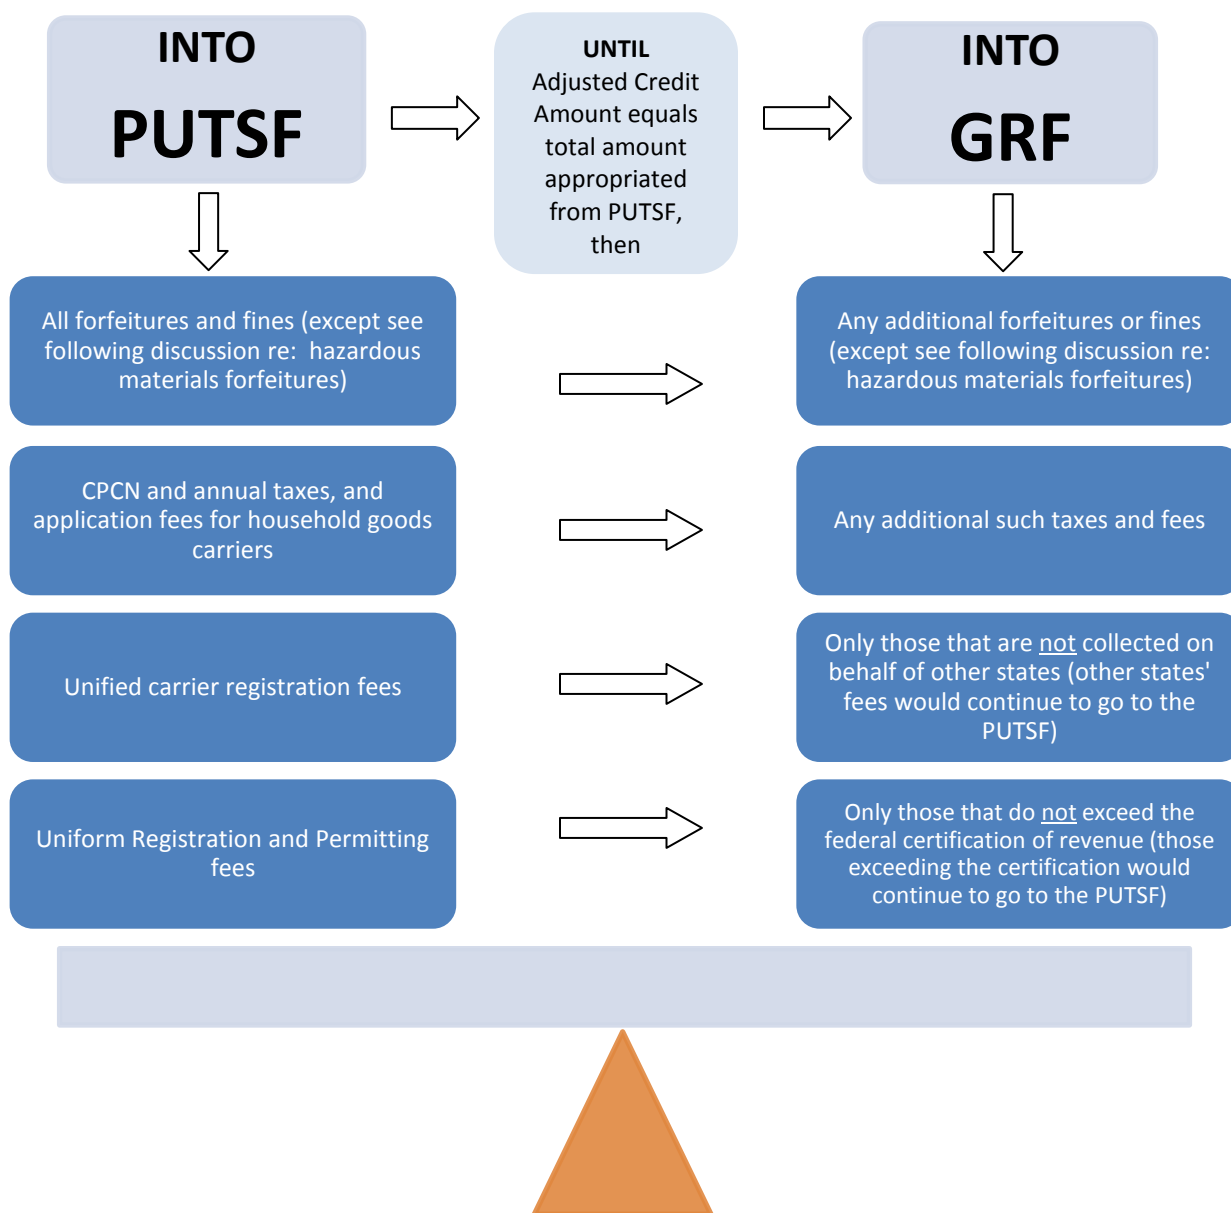 INTO
PUTSF
UNTIL
Adjusted Credit
Amount equals
total amount
appropriated
from PUTSF,
then
INTO
GRF
All forfeitures and fines (except see
following discussion re:  hazardous
materials forfeitures)
Any additional forfeitures or fines
(except see following discussion re:
hazardous materials forfeitures)
CPCN and annual taxes, and
application fees for household goods
carriers
Any additional such taxes and fees
Unified carrier registration fees
Only those that are not collected on
behalf of other states (other states'
fees would continue to go to the
PUTSF)
Uniform Registration and Permitting
fees
Only those that do not exceed the
federal certification of revenue (those
exceeding the certification would
continue to go to the PUTSF)